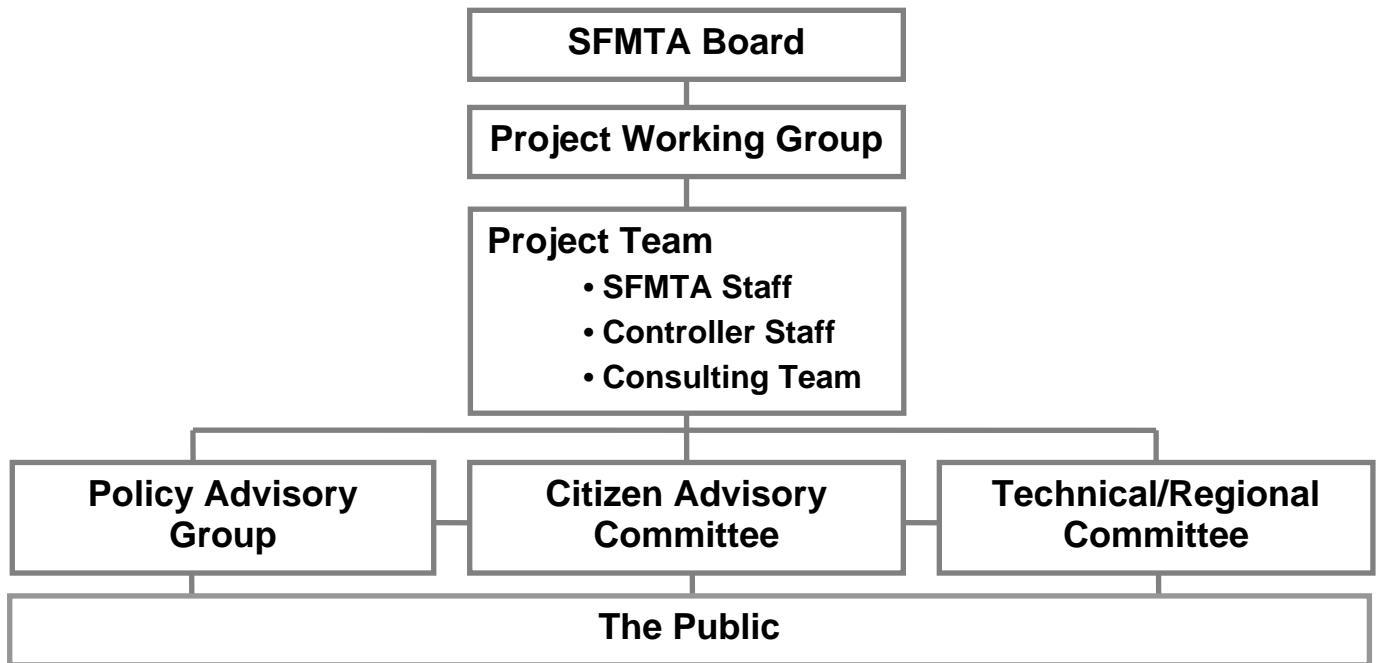 SFMTA Board
Project Working Group
Project Team
• SFMTA Staff
• Controller Staff
• Consulting Team
Policy Advisory
Group
Citizen Advisory
Committee
Technical/Regional
Committee
The Public